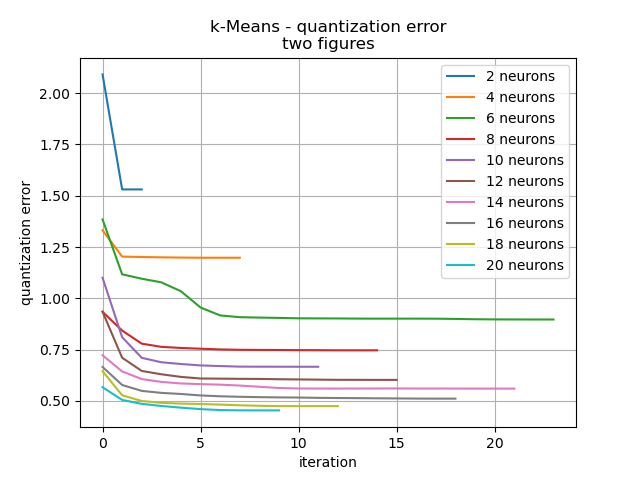 k-Means - quantization error
two figures
2.00
1.75
1.50
1.25
1.00
0.75
0.50
quantization error
0
5
10
15
20
iteration
2 neurons
4 neurons
6 neurons
8 neurons
10 neurons
12 neurons
14 neurons
16 neurons
18 neurons
20 neurons